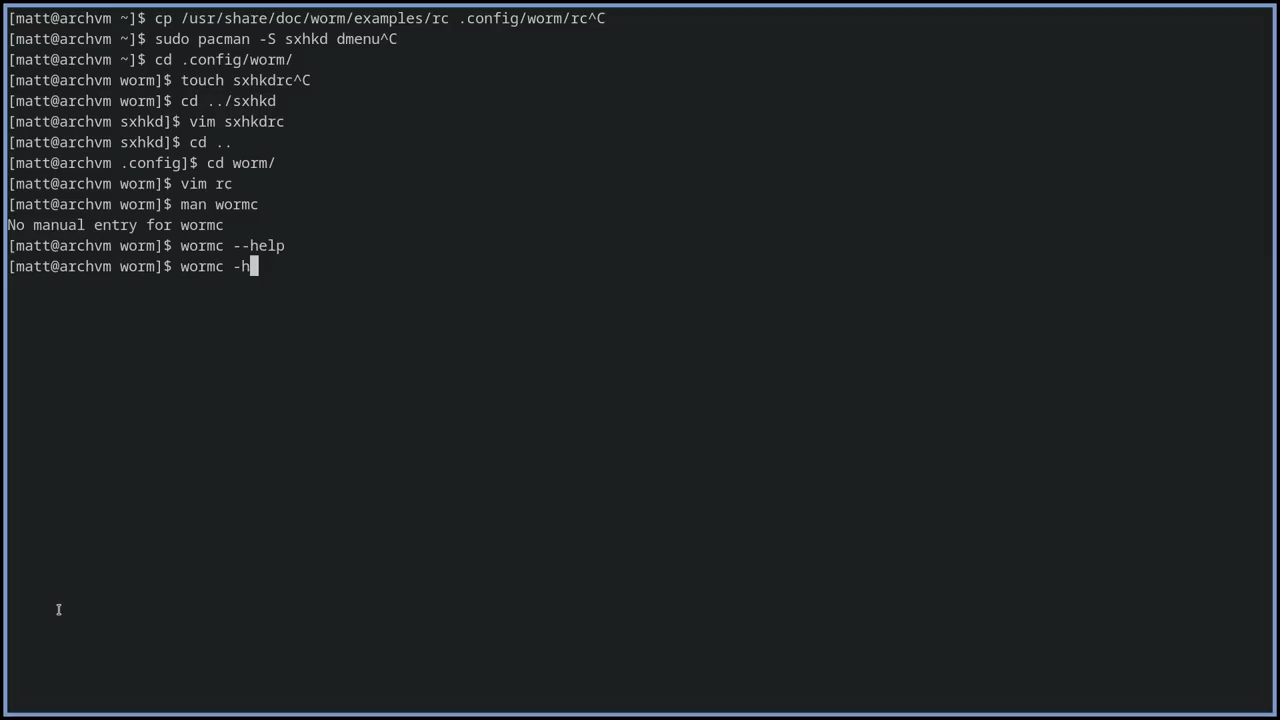 [matt@archvm ~]$ cp /usr/share/doc/worm/examples/rc .config/worm/rc^C
[matt@archvm ~]$ sudo pacman -S sxhkd dmenu^C
[matt@archvm ~]$ cd .config/worm/
[matt@archvm worm]$ touch sxhkdrc^C
[matt@archvm worm]$ cd ../sxhkd
[matt@archvm sxhkd]$ vim sxhkdrc
[matt@archvm sxhkd]$ cd ..
[matt@archvm .config]$ cd worm/
[matt@archvm worm]$ vim rc
[matt@archvm worm]$ man wormc
No manual entry for wormc
[matt@archvm worm]$ wormc --help
[matt@archvm worm]$ wormc -h